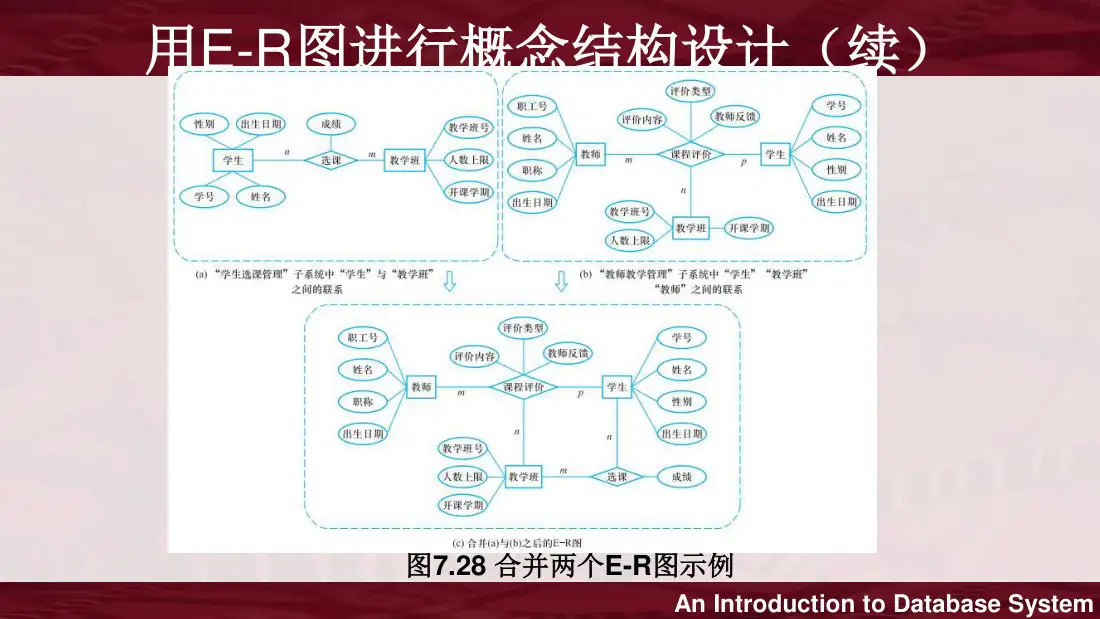 用E-R图进行概念结构设计（续）
性别
出生日期
成绩
教学班号
学生
n
选课
m
教学班
人数上限
学号
姓名
开课学期
(a) “学生选课管理”子系统中“学生”与“教学班”
之间的联系
评价类型
职工号
评价内容
教师反馈
学号
姓名
姓名
教师
m
课程评价
p
学生
职称
性别
n
出生日期
出生日期
教学班号
教学班
开课学期
人数上限
(b) “教师教学管理”子系统中“学生”“教学班”
“教师”之间的联系
评价类型
职工号
评价内容
教师反馈
学号
姓名
姓名
教师
m
课程评价
p
学生
职称
性别
出生日期
n
n
出生日期
教学班号
人数上限
教学班
m
选课
成绩
开课学期
(c) 合并(a)与(b)之后的E-R图
图7.28 合并两个E-R图示例
An Introduction to Database System